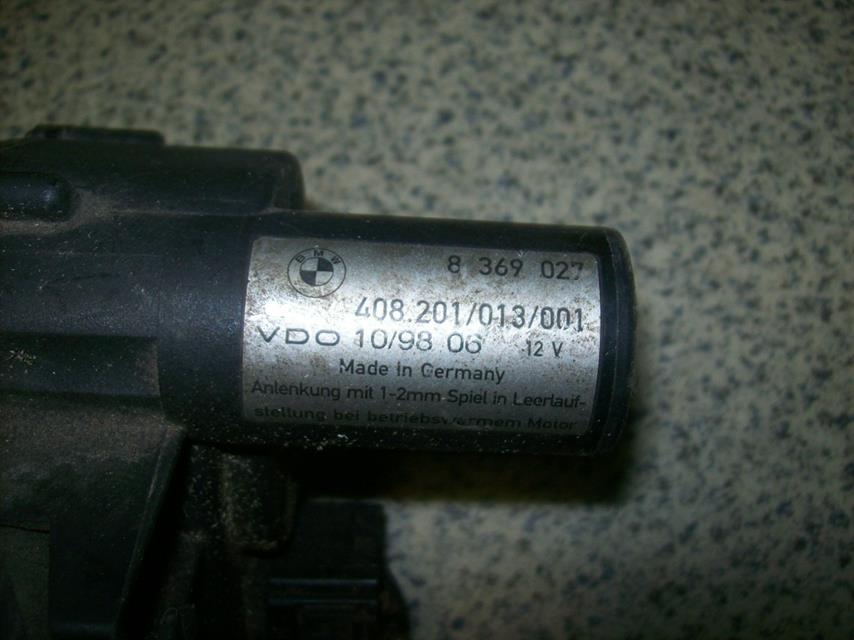 BMW
8 369 027
408.201/013/001
VDO 10/98 06 12 V
Made in Germany
Anlenkung mit 1-2mm Spiel in Leerlauf-
stellung bei betriebswarmem Motor